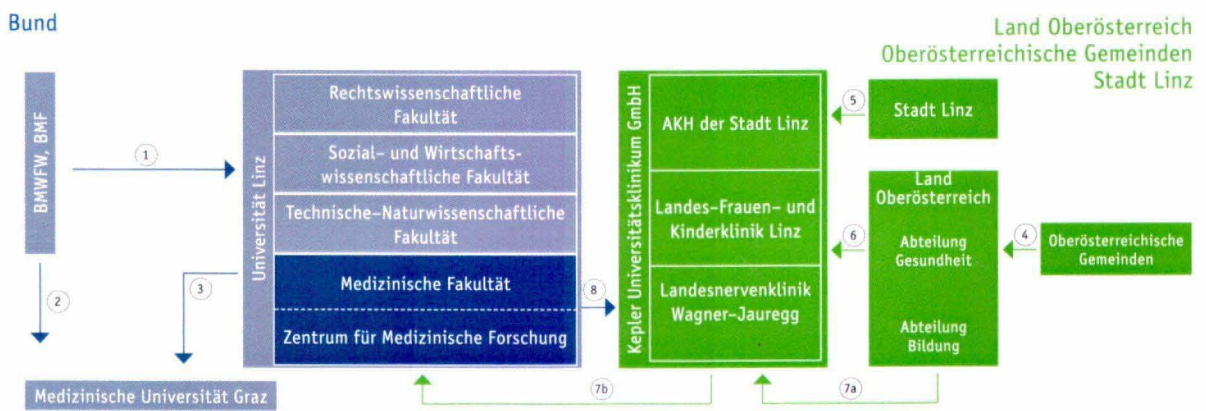 Bund
Land Oberösterreich
Oberösterreichische Gemeinden
Stadt Linz
BMWFW, BMF
1
2
3
Universität Linz
Rechtswissenschaftliche
Fakultät
Sozial- und Wirtschafts-
wissenschaftliche Fakultät
Technische-Naturwissenschaftliche
Fakultät
Medizinische Fakultät
Zentrum für Medizinische Forschung
Medizinische Universität Graz
8
Kepler Universitätsklinikum GmbH
AKH der Stadt Linz
Landes-Frauen- und
Kinderklinik Linz
Landesnervenklinik
Wagner-Jauregg
5
Stadt Linz
6
Land
Oberösterreich
Abteilung
Gesundheit
Abteilung
Bildung
4
Oberösterreichische
Gemeinden
7b
7a